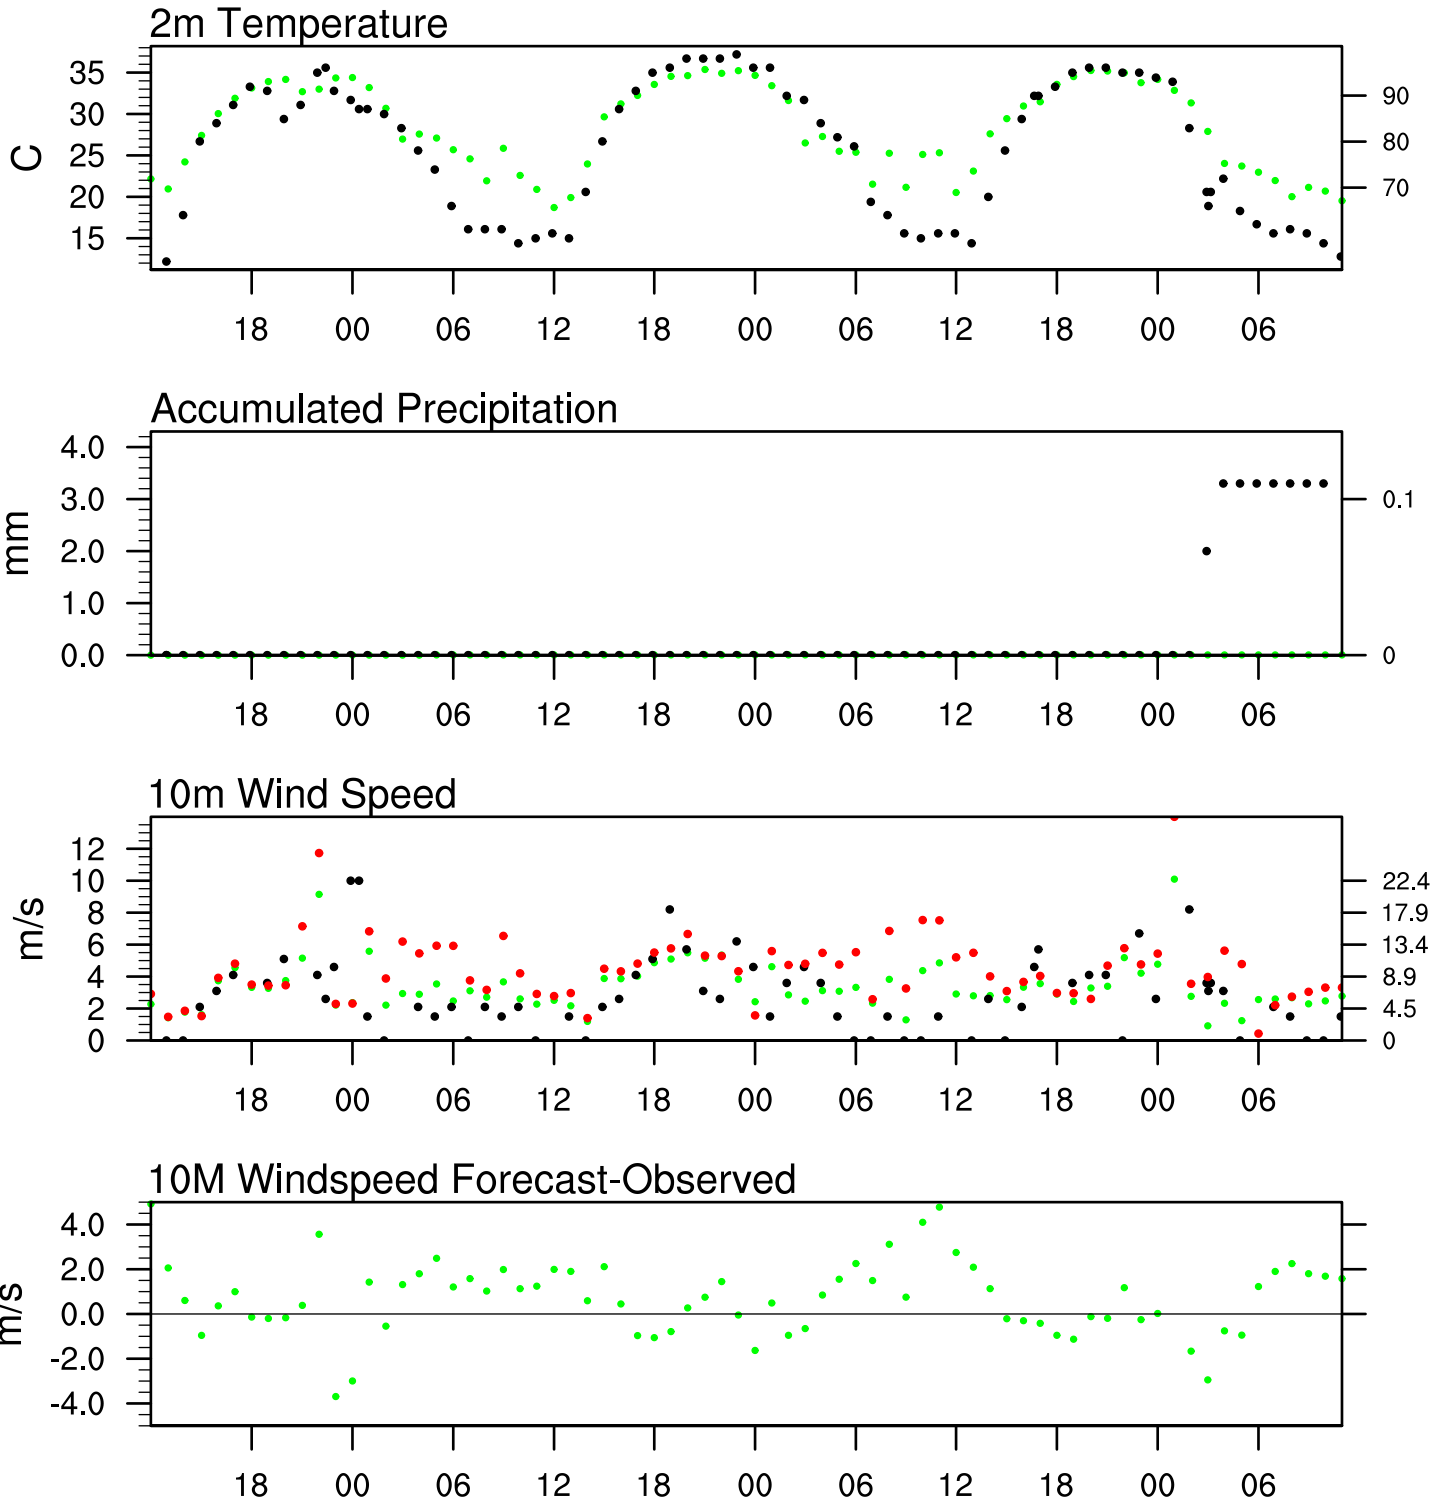 2m Temperature
35
30
25
20
15
C
90
80
70
18 00 06 12 18 00 06 12 18 00 06
Accumulated Precipitation
4.0
3.0
2.0
1.0
0.0
mm
0.1
0
18 00 06 12 18 00 06 12 18 00 06
10m Wind Speed
12
10
8
6
4
2
0
m/s
22.4
17.9
13.4
8.9
4.5
0
18 00 06 12 18 00 06 12 18 00 06
10M Windspeed Forecast-Observed
4.0
2.0
0.0
-2.0
-4.0
m/s
18 00 06 12 18 00 06 12 18 00 06